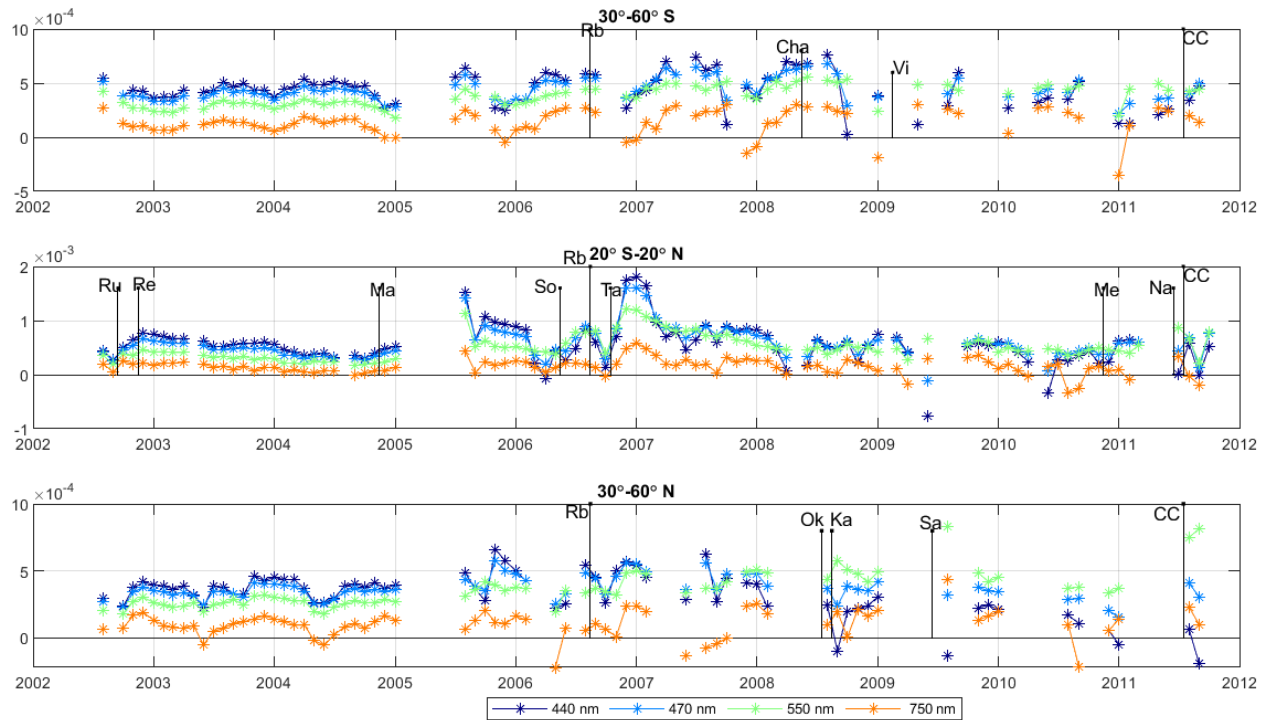 ×10⁻⁴
30°-60° S
10
5
0
-5
Rb
Cha
Vi
CC
2002 2003 2004 2005 2006 2007 2008 2009 2010 2011 2012
×10⁻³
20° S-20° N
2
1
0
-1
Ru Re Ma So Rb Ta Me Na CC
2002 2003 2004 2005 2006 2007 2008 2009 2010 2011 2012
×10⁻⁴
30°-60° N
10
5
0
Rb Ok Ka Sa CC
2002 2003 2004 2005 2006 2007 2008 2009 2010 2011 2012
440 nm 470 nm 550 nm 750 nm